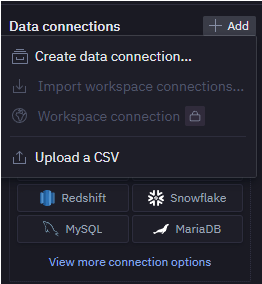 Data connections
+ Add
Create data connection...
Import workspace connections...
Workspace connection
Upload a CSV
Redshift
Snowflake
MySQL
MariaDB
View more connection options